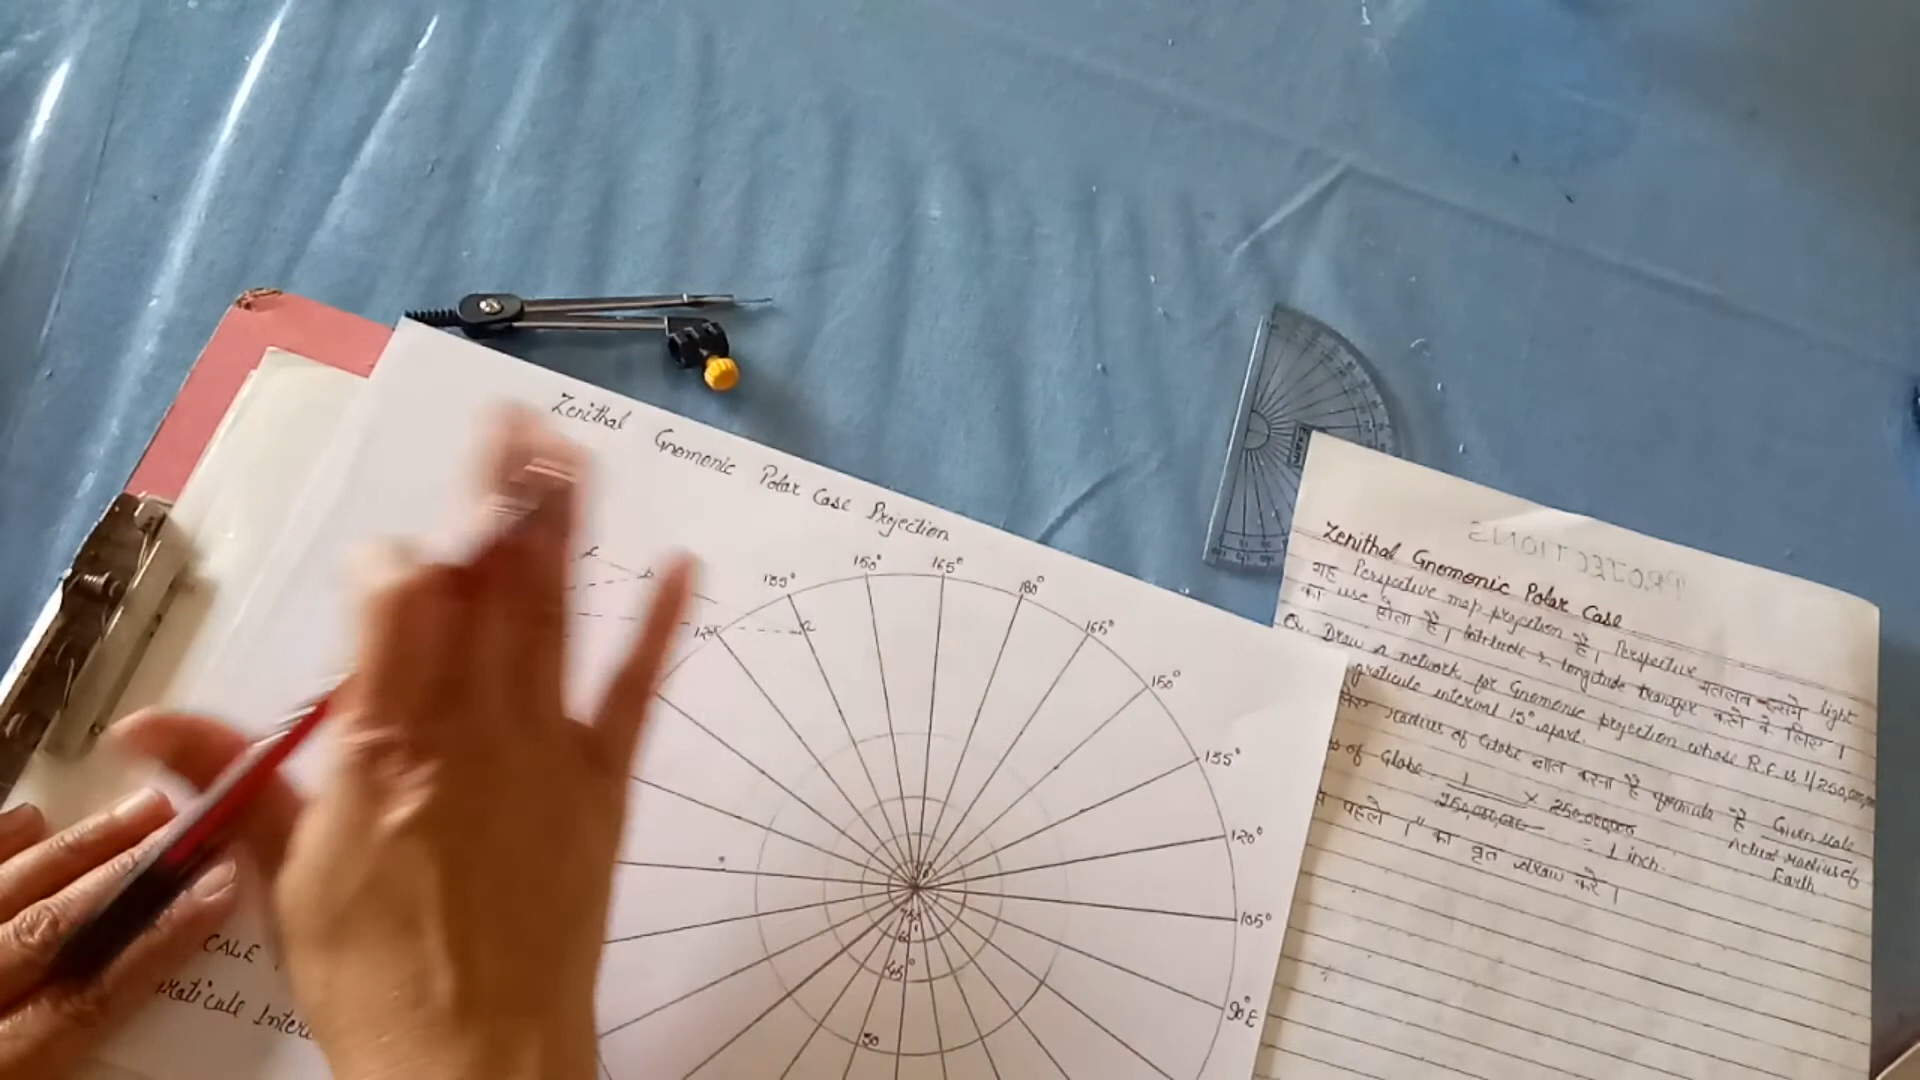 Zenithal Gnomonic Polar Case Projection
b
a
120°
135°
150°
165°
180°
165°
150°
135°
120°
105°
90°E
75°
60°
45°
30
CALE
raticule Inter
PROJECTIONS
Zenithal Gnomonic Polar Case
यह Perspective map projection है। Perspective मतलब इसमें light
का use होता है। latitude & longitude transfer करने के लिए।
Qu. Draw a network for Gnomonic projection whose R.F is 1/250,000,000
graticule interval 15° apart.
लिए radius of Globe ज्ञात करना है formula है Given scale
Actual radius of
Earth
s of Globe = 1 × 250,000,000
250,000,000
= 1 inch.
पहले 1" का वृत draw करें।